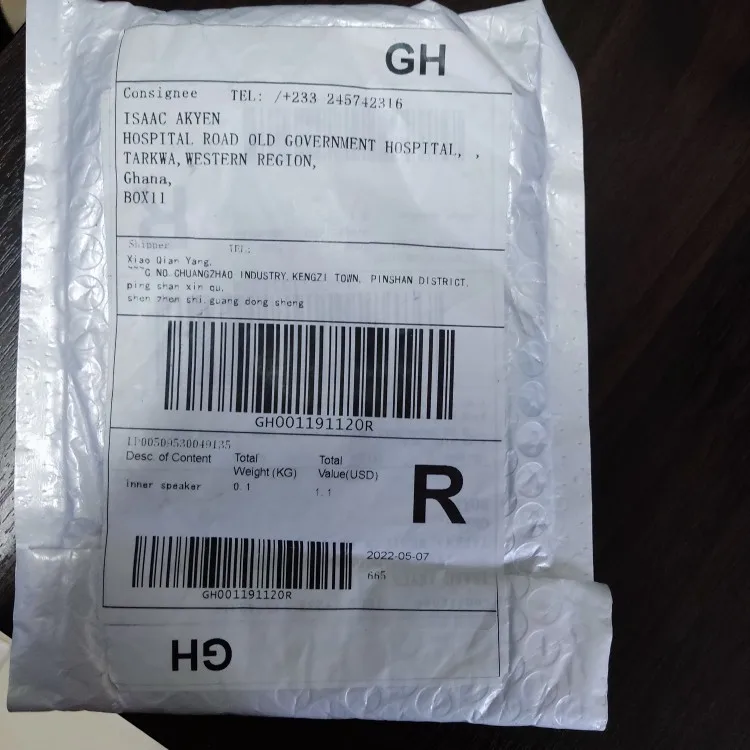 GH
Consignee TEL: /+233 245742316
ISAAC AKYEN
HOSPITAL ROAD OLD GOVERNMENT HOSPITAL, ,
TARKWA, WESTERN REGION,
Ghana,
BOX11
Shipper TEL:
Xiao Qian Yang,
G NO.CHUANGZHAO INDUSTRY,KENGZI TOWN, PINSHAN DISTRICT,
ping shan xin qu,
shen zhen shi,guang dong sheng
GH001191120R
LP00509530049135
Desc. of Content Total Weight (KG) Total Value(USD)
inner speaker 0.1 1.1
R
2022-05-07
665
GH001191120R
GH